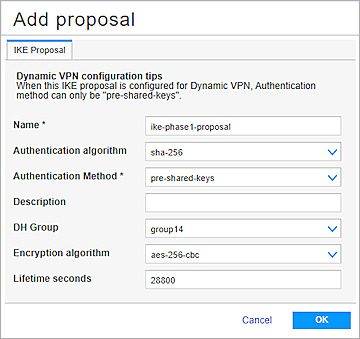 Add proposal
IKE Proposal
Dynamic VPN configuration tips
When this IKE proposal is configured for Dynamic VPN, Authentication
method can only be "pre-shared-keys".
Name * ike-phase1-proposal
Authentication algorithm sha-256
Authentication Method * pre-shared-keys
Description
DH Group group14
Encryption algorithm aes-256-cbc
Lifetime seconds 28800
Cancel OK